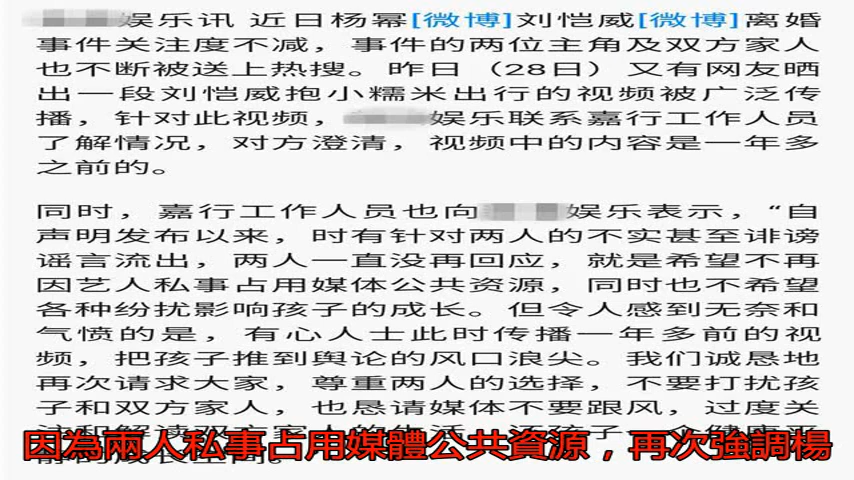 娱乐讯 近日杨幂[微博]刘恺威[微博]离婚
事件关注度不减，事件的两位主角及双方家人
也不断被送上热搜。昨日（28日）又有网友晒
出一段刘恺威抱小糯米出行的视频被广泛传
播，针对此视频，娱乐联系嘉行工作人员
了解情况，对方澄清，视频中的内容是一年多
之前的。
同时，嘉行工作人员也向娱乐表示，“自
声明发布以来，时有针对两人的不实甚至诽谤
谣言流出，两人一直没再回应，就是希望不再
因艺人私事占用媒体公共资源，同时也不希望
各种纷扰影响孩子的成长。但令人感到无奈和
气愤的是，有心人士此时传播一年多前的视
频，把孩子推到舆论的风口浪尖。我们诚恳地
再次请求大家，尊重两人的选择，不要打扰孩
子和双方家人，也恳请媒体不要跟风，过度关
因為兩人私事占用媒體公共資源，再次強調楊